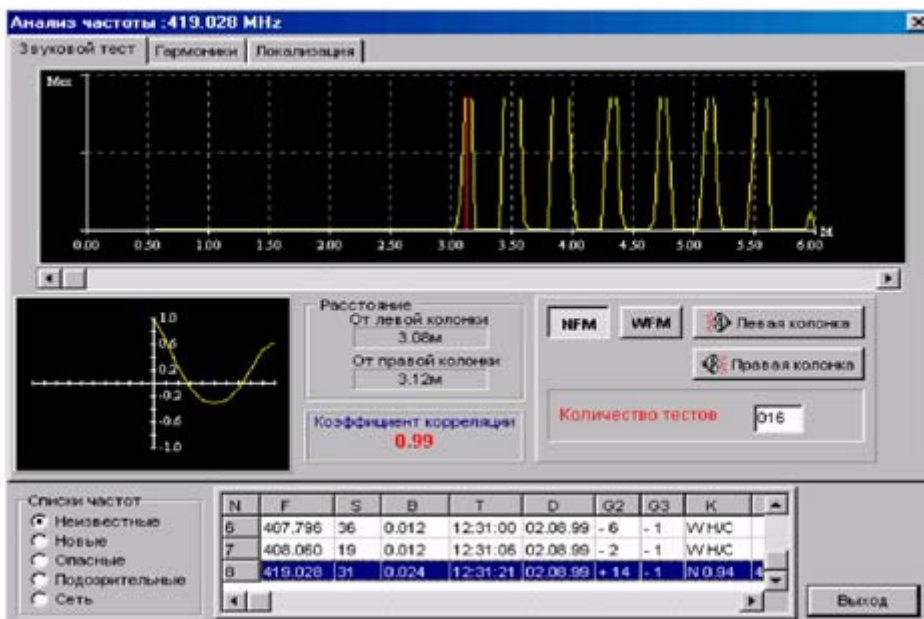 Анализ частоты :419.028 MHz
Звуковой тест Гармоники Локализация
Max
0.00 0.50 1.00 1.50 2.00 2.50 3.00 3.50 4.00 4.50 5.00 5.50 6.00 M
1.0
0.6
0.2
-0.2
-0.6
-1.0
Расстояние
От левой колонки
3.08м
От правой колонки
3.12м
Коэффициент корреляции
0.99
NFM WFM Левая колонка
Правая колонка
Количество тестов 016
Списки частот
Неизвестные
Новые
Опасные
Подозрительные
Сеть
N F S B T D G2 G3 K
6 407.796 36 0.012 12:31:00 02.08.99 - 6 - 1 W Н/С
7 408.060 19 0.012 12:31:06 02.08.99 - 2 - 1 W Н/С
8 419.028 31 0.024 12:31:21 02.08.99 + 14 - 1 N 0.94 4
Выход